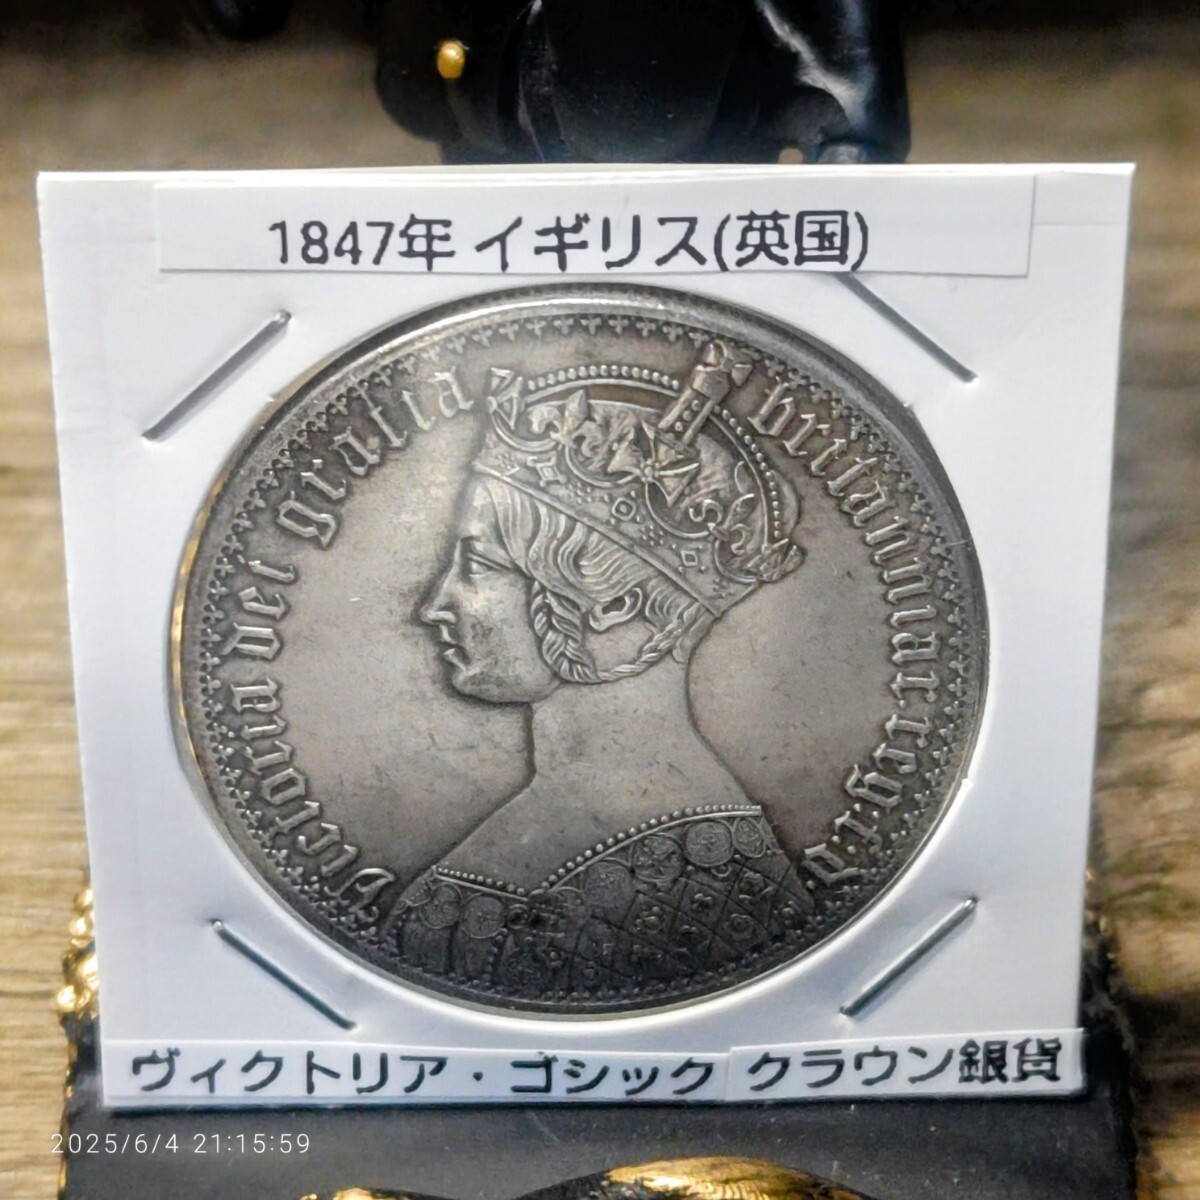 1847年 イギリス(英国)
Victoria dei gratia britanniar. reg: f: d.
ヴィクトリア・ゴシック クラウン銀貨
2025/6/4 21:15:59